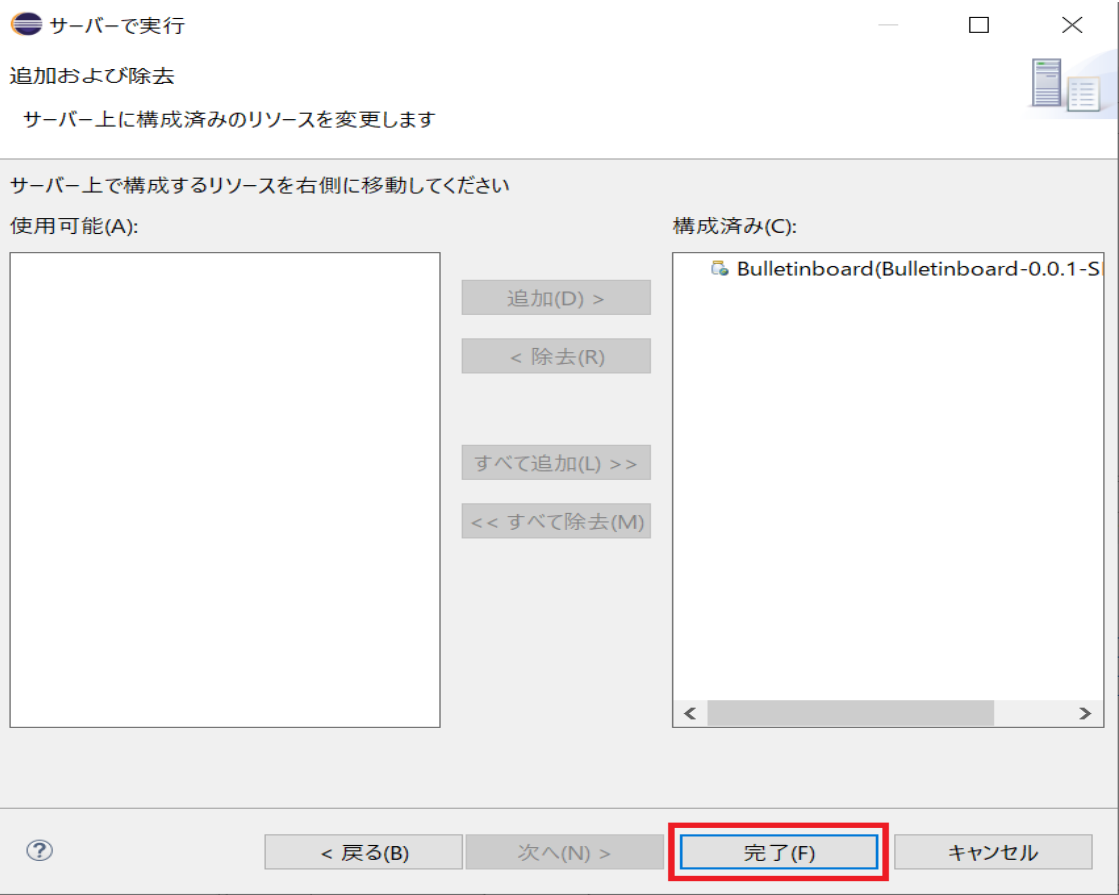 サーバーで実行
追加および除去
サーバー上に構成済みのリソースを変更します
サーバー上で構成するリソースを右側に移動してください
使用可能(A):
構成済み(C):
Bulletinboard(Bulletinboard-0.0.1-S
追加(D) >
< 除去(R)
すべて追加(L) >>
<< すべて除去(M)
?
< 戻る(B)
次へ(N) >
完了(F)
キャンセル